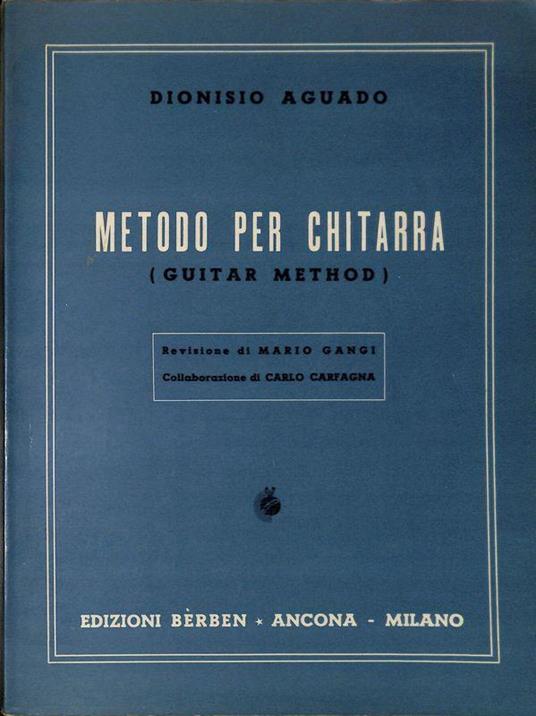 DIONISIO AGUADO
METODO PER CHITARRA
(GUITAR METHOD)
Revisione di MARIO GANGI
Collaborazione di CARLO CARFAGNA
EDIZIONI BÈRBEN ★ ANCONA - MILANO